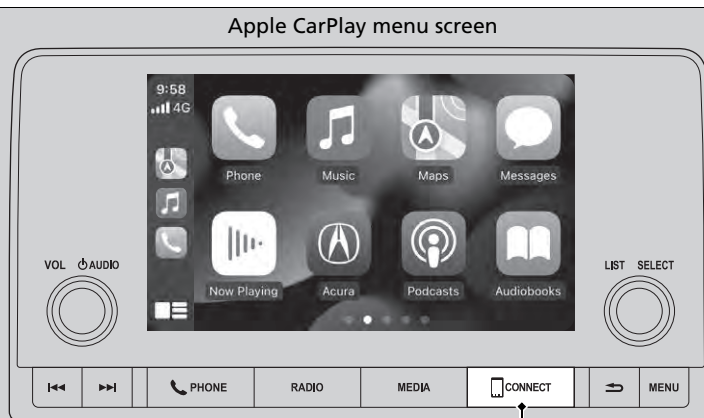 Apple CarPlay menu screen
9:58
4G
Phone Music Maps Messages
Now Playing Acura Podcasts Audiobooks
VOL AUDIO
LIST SELECT
PHONE RADIO MEDIA CONNECT MENU